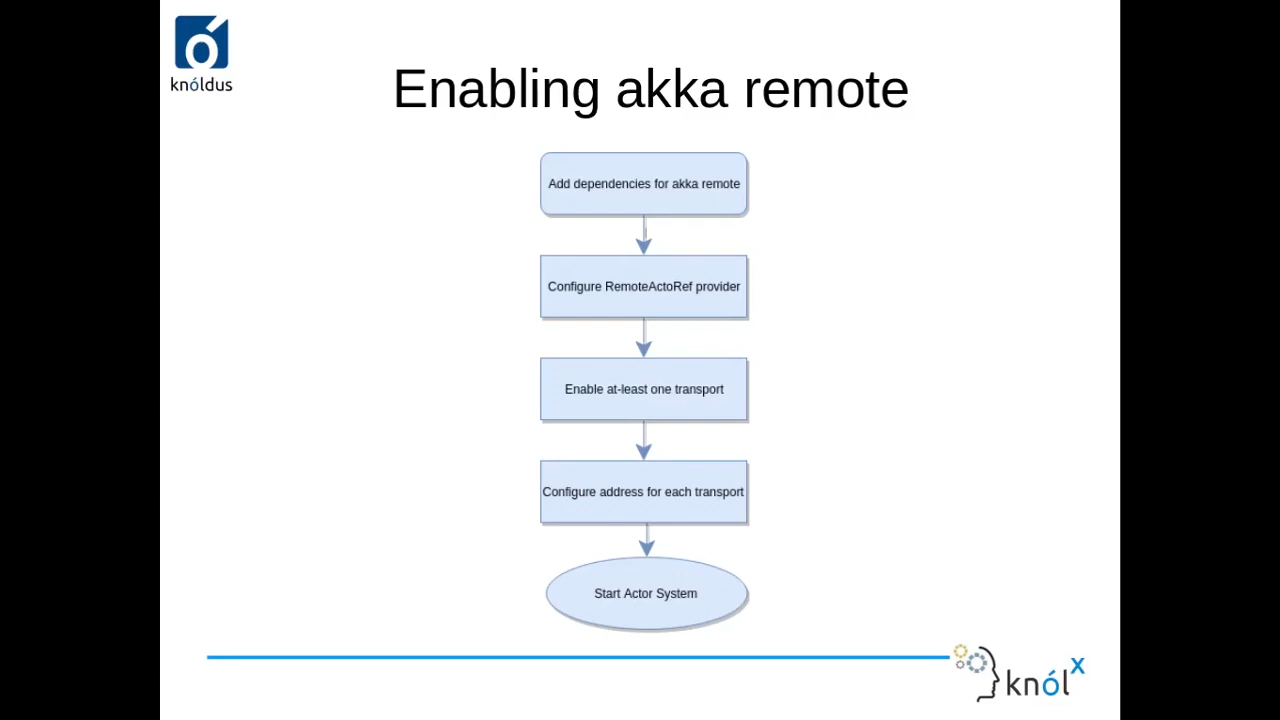 knóldus
Enabling akka remote
Add dependencies for akka remote
Configure RemoteActoRef provider
Enable at-least one transport
Configure address for each transport
Start Actor System
knólx